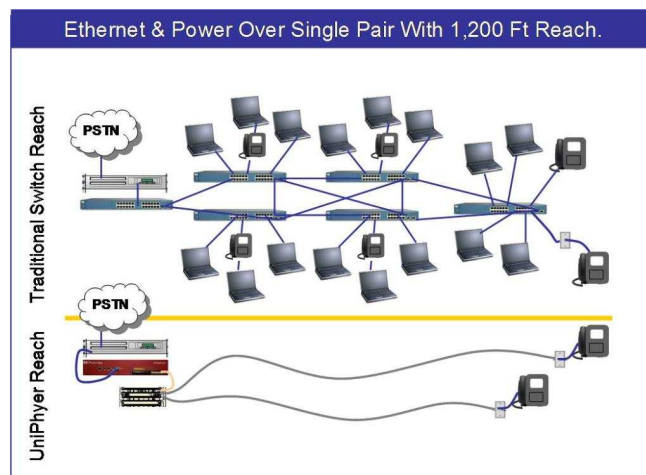 Ethernet & Power Over Single Pair With 1,200 Ft Reach.
Traditional Switch Reach
PSTN
UniPhyer Reach
PSTN